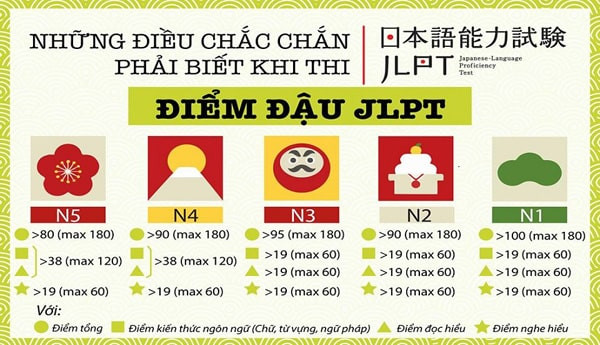 NHỮNG ĐIỀU CHẮC CHẮN
PHẢI BIẾT KHI THI
日本語能力試験
JLPT Japanese-Language
Proficiency
Test
ĐIỂM ĐẬU JLPT
N5 N4 N3 N2 N1
>80 (max 180) >90 (max 180) >95 (max 180) >90 (max 180) >100 (max 180)
>38 (max 120) >38 (max 120) >19 (max 60) >19 (max 60) >19 (max 60)
>19 (max 60) >19 (max 60) >19 (max 60)
>19 (max 60) >19 (max 60) >19 (max 60) >19 (max 60) >19 (max 60)
Với:
Điểm tổng Điểm kiến thức ngôn ngữ (Chữ, từ vựng, ngữ pháp) Điểm đọc hiểu Điểm nghe hiểu